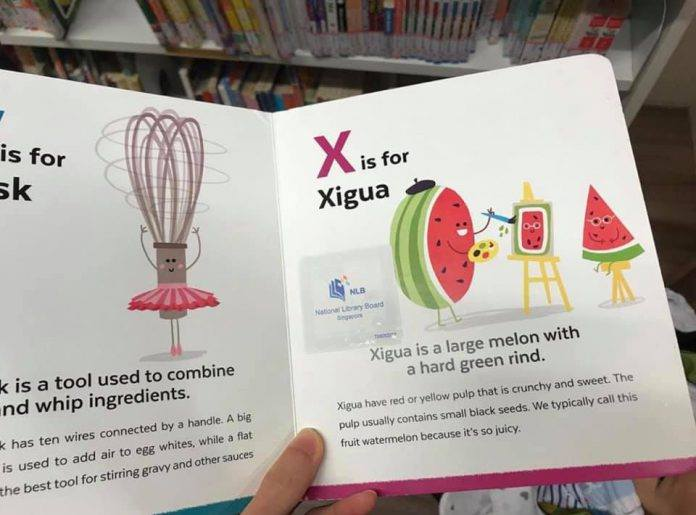 is for
sk
k is a tool used to combine
nd whip ingredients.
k has ten wires connected by a handle. A big
is used to add air to egg whites, while a flat
the best tool for stirring gravy and other sauces
X is for
Xigua
NLB
National Library Board
Singapore
Xigua is a large melon with
a hard green rind.
Xigua have red or yellow pulp that is crunchy and sweet. The
pulp usually contains small black seeds. We typically call this
fruit watermelon because it's so juicy.